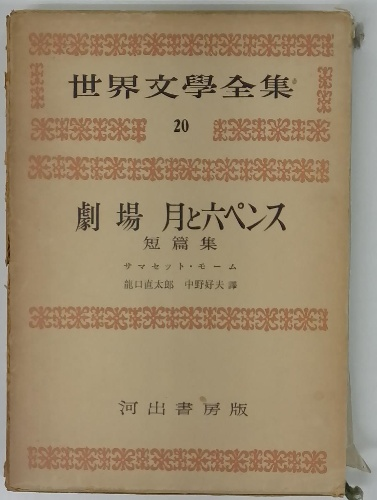 世界文學全集
20
劇場 月と六ペンス
短篇集
サマセット・モーム
龍口直太郎 中野好夫 譯
河出書房版